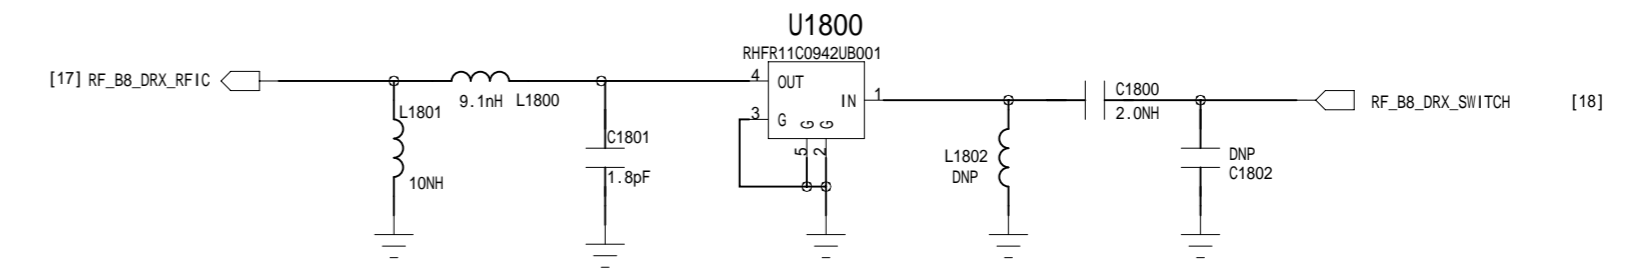 U1800
RHFR11C0942UB001
[17] RF_B8_DRX_RFIC
4
OUT
L1801
9.1nH
L1800
IN
1
C1800
2.0NH
RF_B8_DRX_SWITCH
[18]
3
G
G
G
C1801
5
2
L1802
DNP
DNP
C1802
10NH
1.8pF